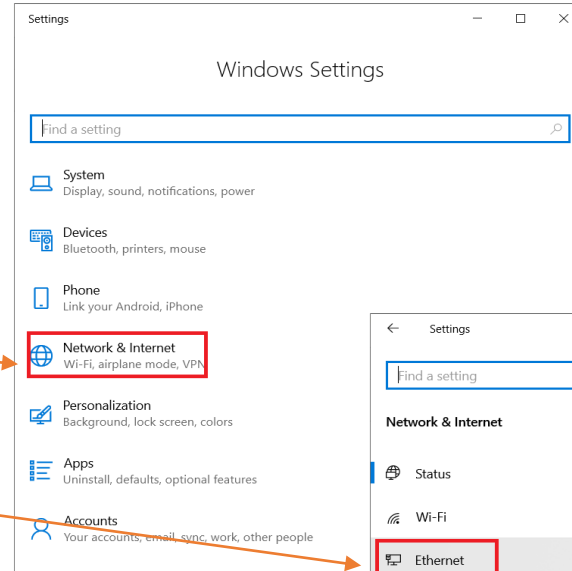 Settings
Windows Settings
Find a setting
System
Display, sound, notifications, power
Devices
Bluetooth, printers, mouse
Phone
Link your Android, iPhone
Network & Internet
Wi-Fi, airplane mode, VPN
Personalization
Background, lock screen, colors
Apps
Uninstall, defaults, optional features
Accounts
Your accounts, email, sync, work, other people
Settings
Find a setting
Network & Internet
Status
Wi-Fi
Ethernet